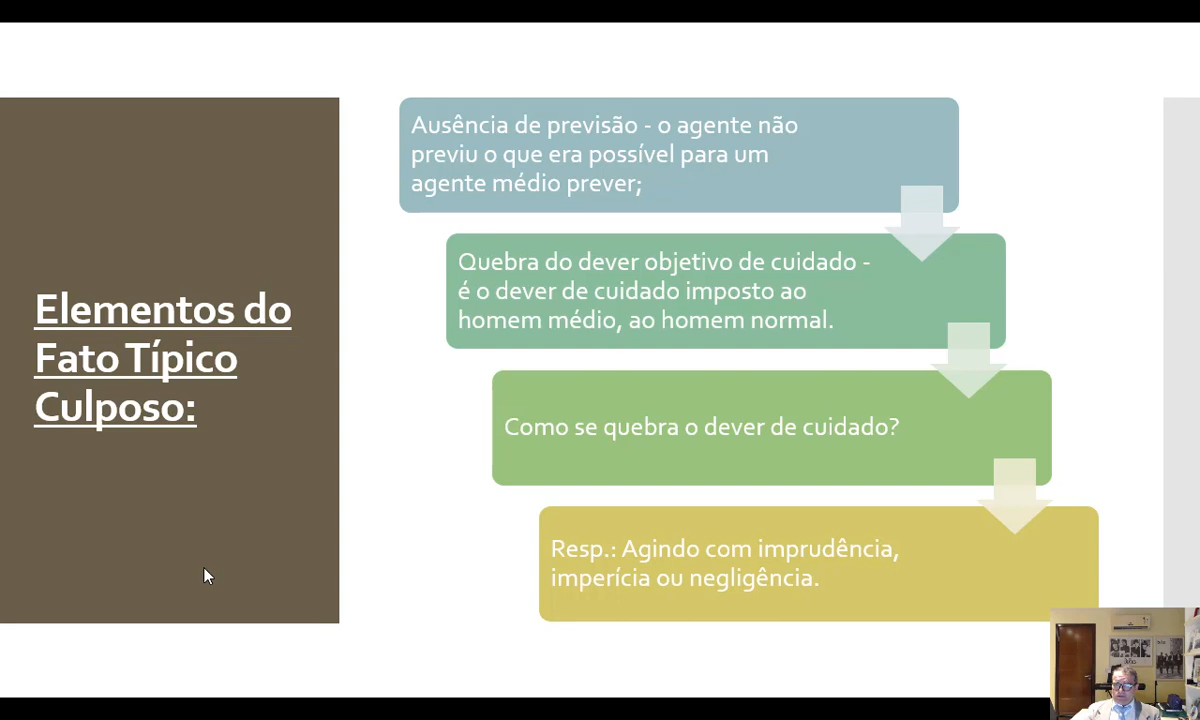 Elementos do
Fato Típico
Culposo:
Ausência de previsão - o agente não
previu o que era possível para um
agente médio prever;
Quebra do dever objetivo de cuidado -
é o dever de cuidado imposto ao
homem médio, ao homem normal.
Como se quebra o dever de cuidado?
Resp.: Agindo com imprudência,
imperícia ou negligência.